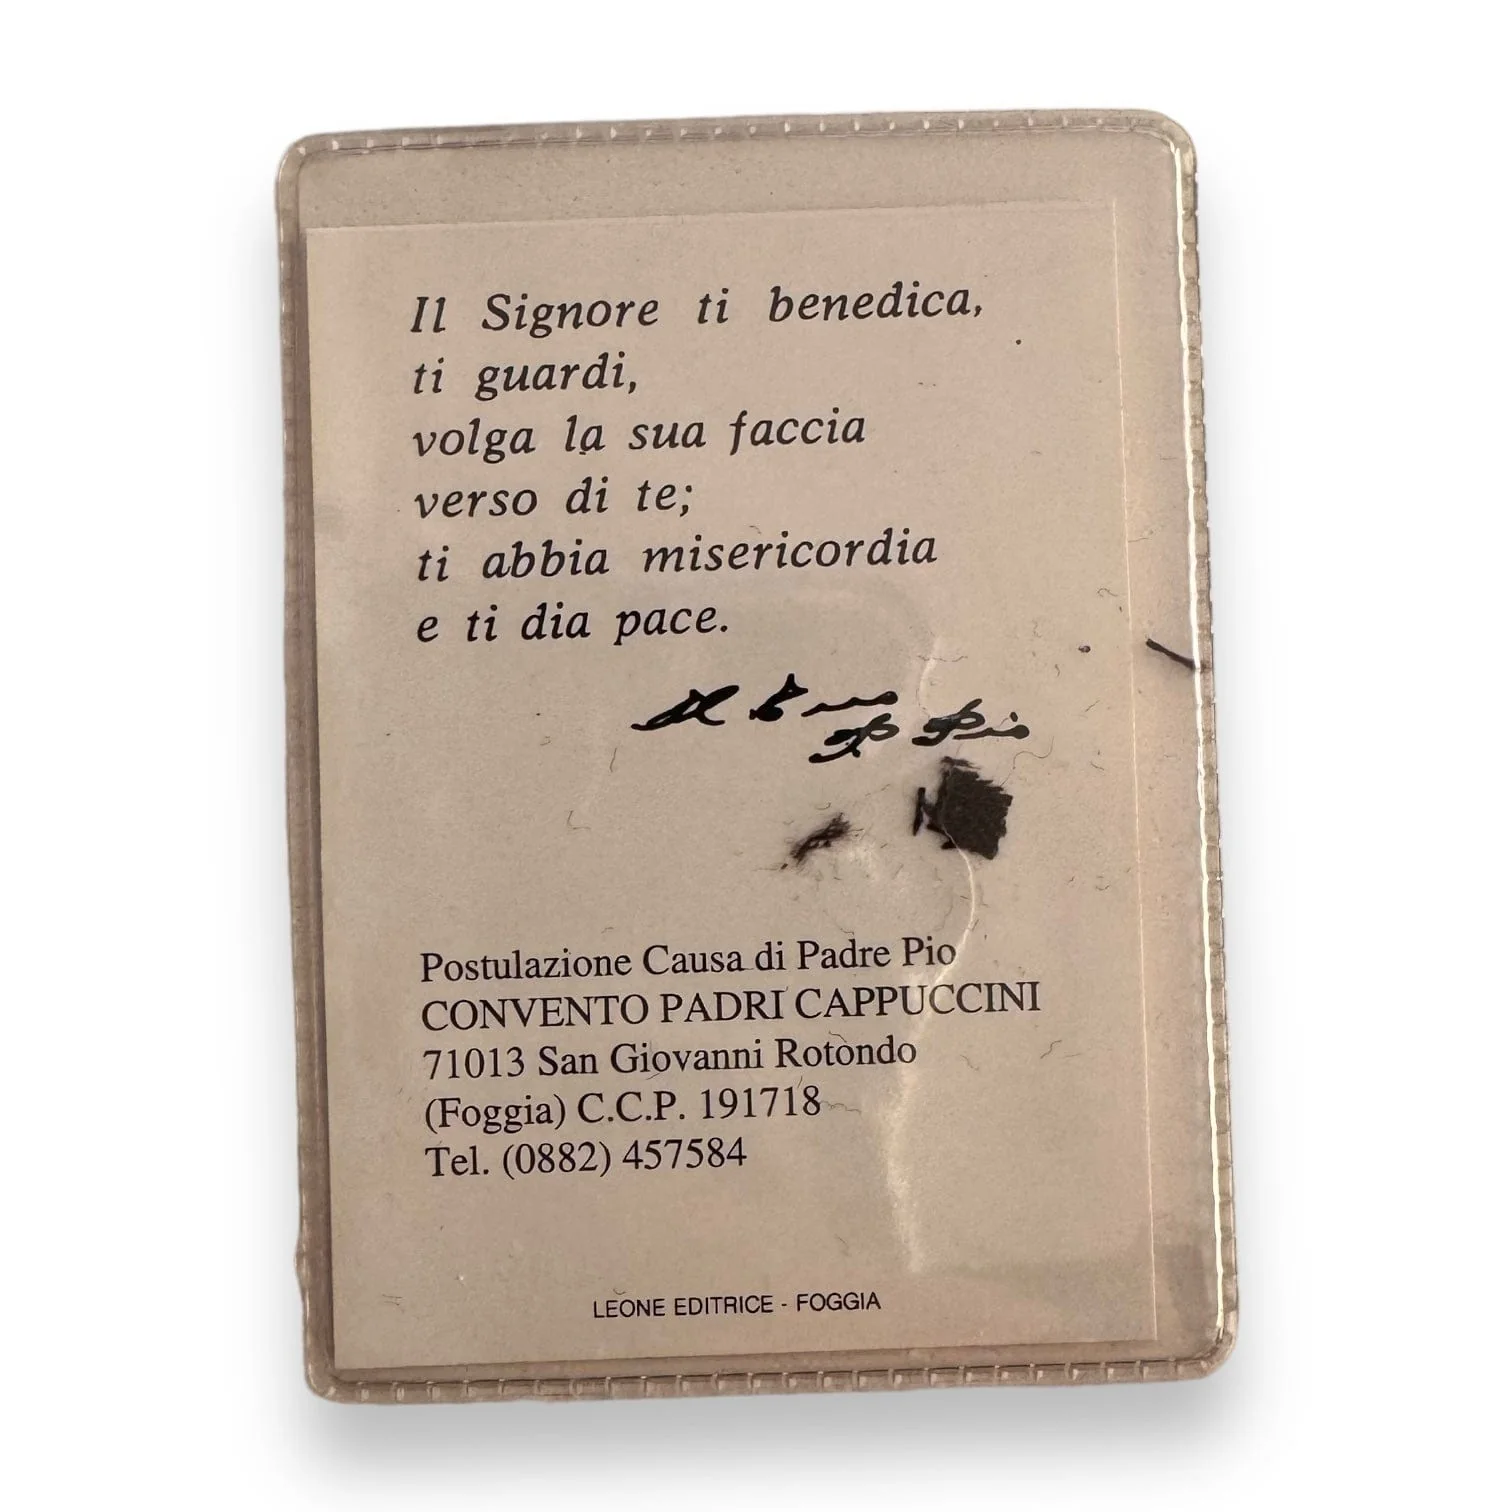 Il Signore ti benedica,
ti guardi,
volga la sua faccia
verso di te;
ti abbia misericordia
e ti dia pace.
Pio
Postulazione Causa di Padre Pio
CONVENTO PADRI CAPPUCCINI
71013 San Giovanni Rotondo
(Foggia) C.C.P. 191718
Tel. (0882) 457584
LEONE EDITRICE - FOGGIA